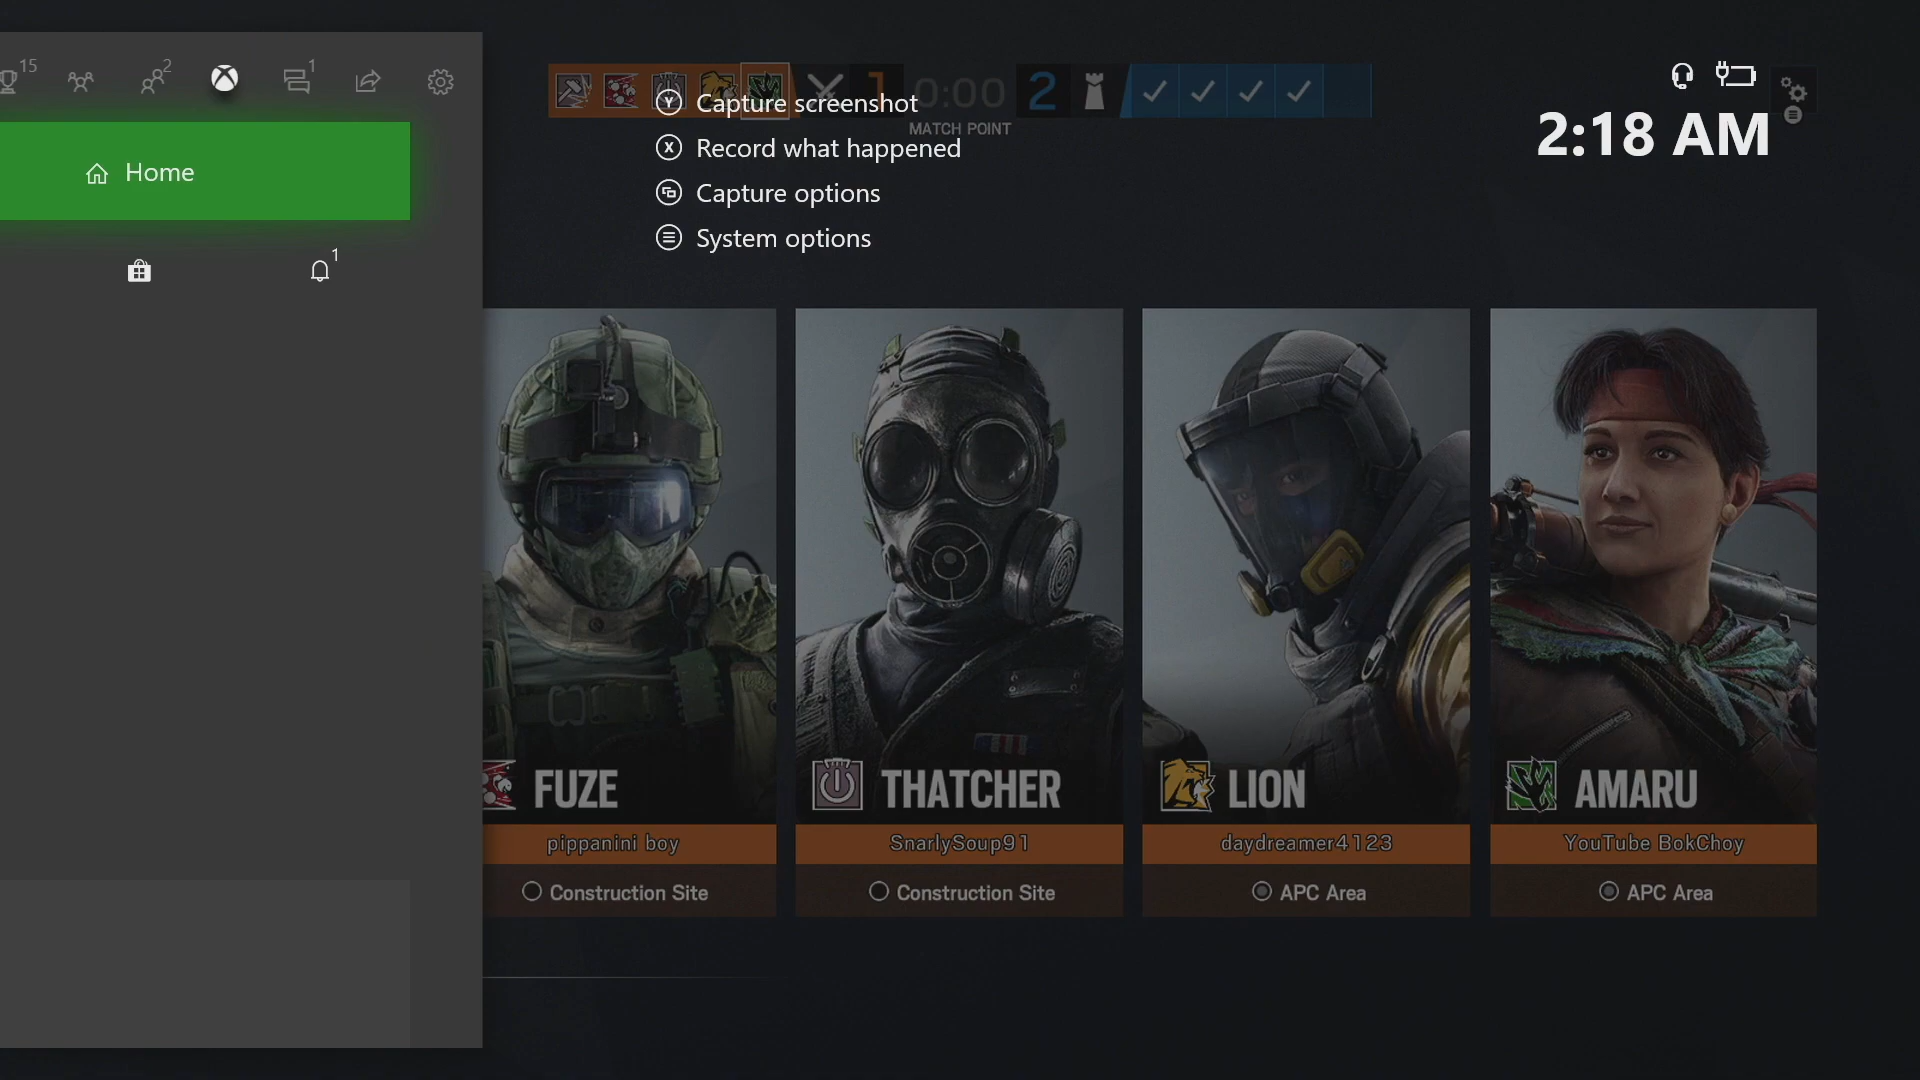 15
2
1
Home
1
Capture screenshot
Record what happened
Capture options
System options
1
0:00
2
MATCH POINT
2:18 AM
FUZE
pippanini boy
Construction Site
THATCHER
SnarlySoup91
Construction Site
LION
daydreamer4123
APC Area
AMARU
YouTube BokChoy
APC Area